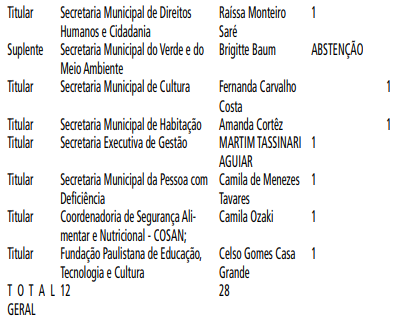 Titular Secretaria Municipal de Direitos Raíssa Monteiro 1
Humanos e Cidadania Saré
Suplente Secretaria Municipal do Verde e do Brigitte Baum ABSTENÇÃO
Meio Ambiente
Titular Secretaria Municipal de Cultura Fernanda Carvalho 1
Costa
Titular Secretaria Municipal de Habitação Amanda Cortêz 1
Titular Secretaria Executiva de Gestão MARTIM TASSINARI 1
AGUIAR
Titular Secretaria Municipal da Pessoa com Camila de Menezes 1
Deficiência Tavares
Titular Coordenadoria de Segurança Ali- Camila Ozaki 1
mentar e Nutricional - COSAN;
Titular Fundação Paulistana de Educação, Celso Gomes Casa 1
Tecnologia e Cultura Grande
T O T A L 12 28
GERAL